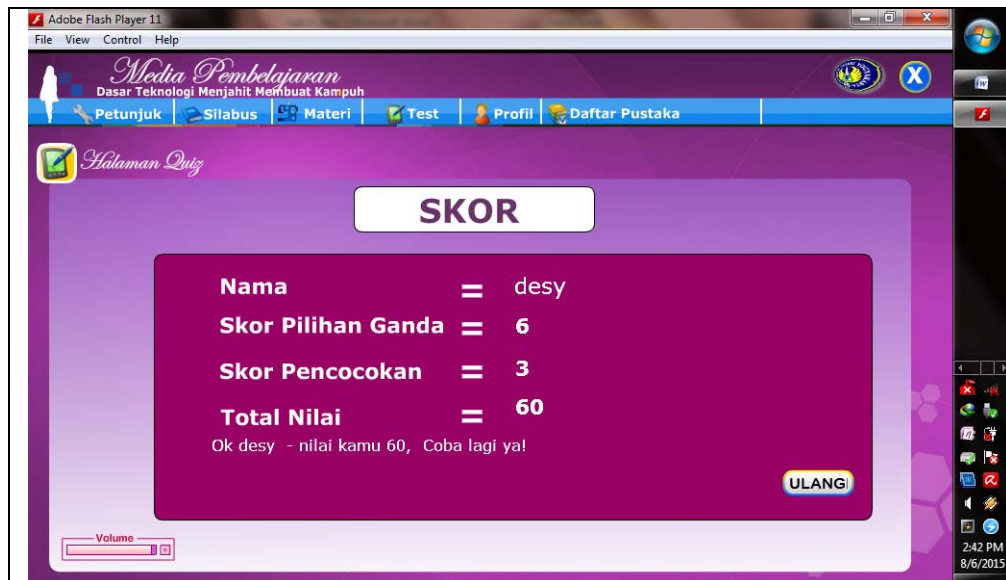 Adobe Flash Player 11
File View Control Help
Media Pembelajaran
Dasar Teknologi Menjahit Membuat Kampuh
X
Petunjuk Silabus Materi Test Profil Daftar Pustaka
Halaman Quiz
SKOR
Nama = desy
Skor Pilihan Ganda = 6
Skor Pencocokan = 3
Total Nilai = 60
Ok desy - nilai kamu 60, Coba lagi ya!
ULANGI
Volume
2:42 PM
8/6/2015